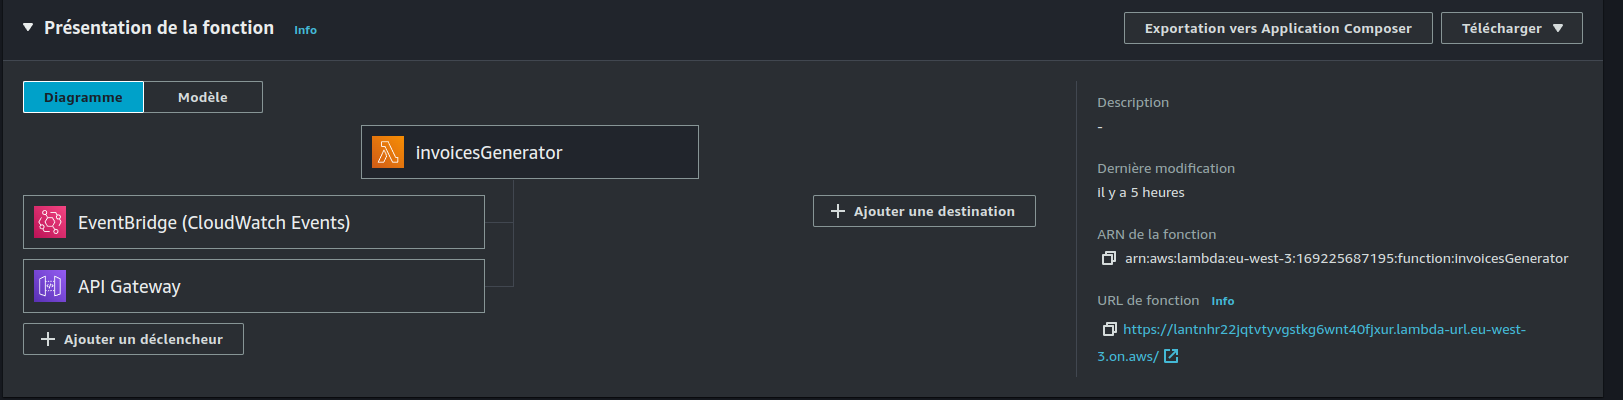 Présentation de la fonction Info
Exportation vers Application Composer
Télécharger
Diagramme
Modèle
invoicesGenerator
EventBridge (CloudWatch Events)
API Gateway
Ajouter un déclencheur
Ajouter une destination
Description
-
Dernière modification
Il y a 5 heures
ARN de la fonction
arn:aws:lambda:eu-west-3:169225687195:function:invoicesGenerator
URL de fonction Info
https://lantnhr22jqtvtyvgstkg6wnt40fjxur.lambda-url.eu-west-
3.on.aws/